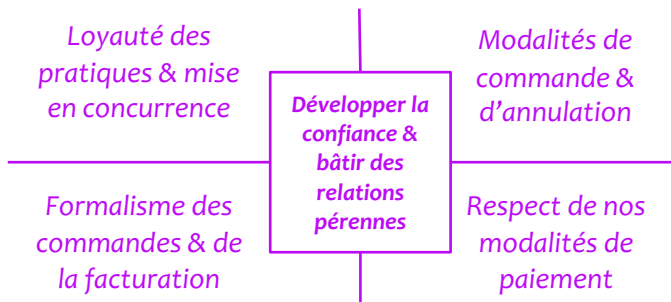 Loyauté des
pratiques & mise
en concurrence
Modalités de
commande &
d'annulation
Développer la
confiance &
bâtir des
relations
pérennes
Formalisme des
commandes & de
la facturation
Respect de nos
modalités de
paiement